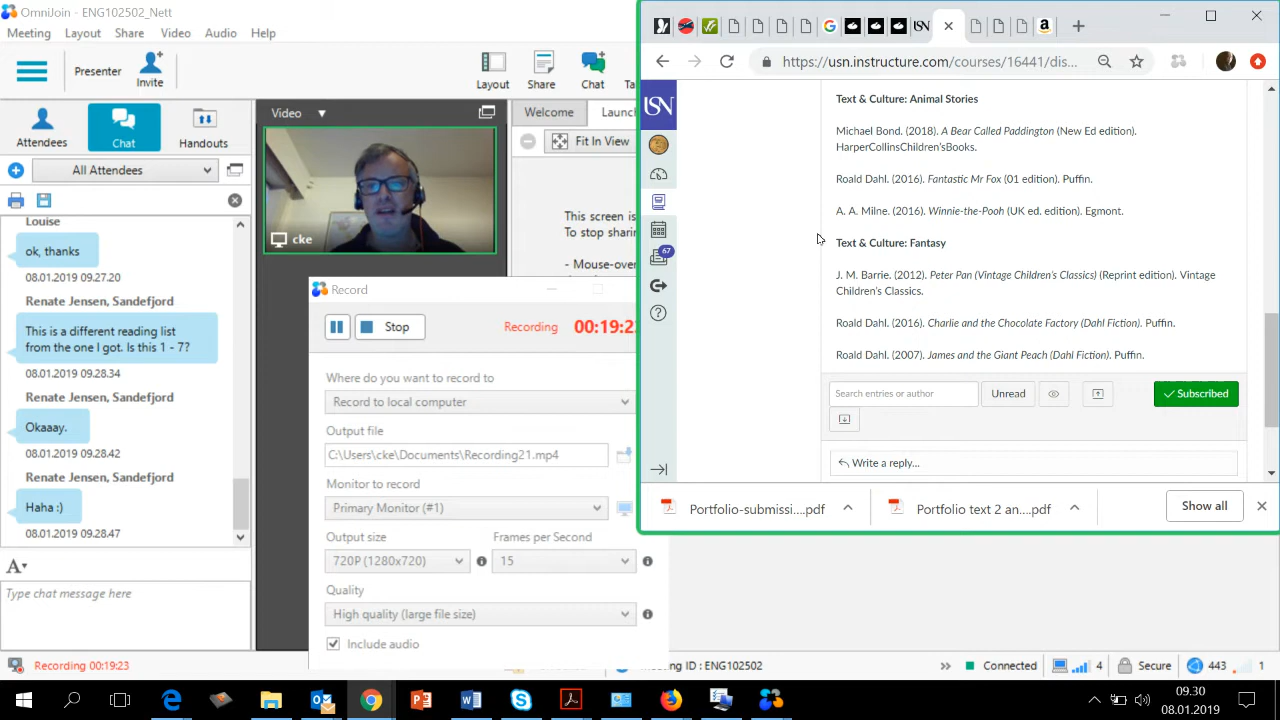 OmniJoin - ENG102502_Nett
Meeting Layout Share Video Audio Help
Presenter
Invite
Layout
Share
Chat
Attendees
Chat
Handouts
All Attendees
Louise
ok, thanks
08.01.2019 09.27.20
Renate Jensen, Sandefjord
This is a different reading list
from the one I got. Is this 1 - 7?
08.01.2019 09.28.34
Renate Jensen, Sandefjord
Okaaay.
08.01.2019 09.28.42
Renate Jensen, Sandefjord
Haha :)
08.01.2019 09.28.47
A
Type chat message here
Recording 00:19:23
Video
cke
Welcome
Fit In View
This screen is
To stop
- Mouse-over
Record
Stop
Recording
Where do you want to record to
Record to local computer
Output file
C:\Users\cke\Documents\Recording21.mp4
Monitor to record
Primary Monitor (#1)
Output size
Frames per Second
720P (1280x720)
15
Quality
High quality (large file size)
Include audio
https://usn.instructure.com/courses/16441/dis...
USN
67
Text & Culture: Animal Stories
Michael Bond. (2018). A Bear Called Paddington (New Ed edition).
HarperCollinsChildren'sBooks.
Roald Dahl. (2016). Fantastic Mr Fox (01 edition). Puffin.
A. A. Milne. (2016). Winnie-the-Pooh (UK ed. edition). Egmont.
Text & Culture: Fantasy
J. M. Barrie. (2012). Peter Pan (Vintage Children's Classics) (Reprint edition). Vintage
Children's Classics.
Roald Dahl. (2016). Charlie and the Chocolate Factory (Dahl Fiction). Puffin.
Roald Dahl. (2007). James and the Giant Peach (Dahl Fiction). Puffin.
Search entries or author
Unread
Subscribed
Write a reply...
Portfolio-submissi....pdf
Portfolio text 2 an....pdf
Show all
ENG102502
Connected
4
Secure
443
1
09.30
08.01.2019